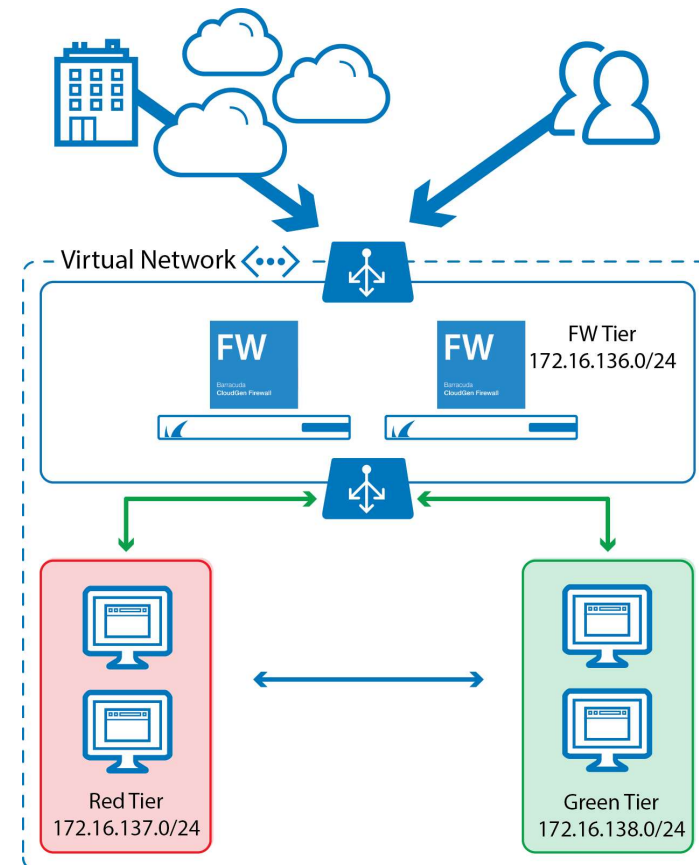 Virtual Network
FW
Barracuda
CloudGen Firewall
FW
Barracuda
CloudGen Firewall
FW Tier
172.16.136.0/24
Red Tier
172.16.137.0/24
Green Tier
172.16.138.0/24